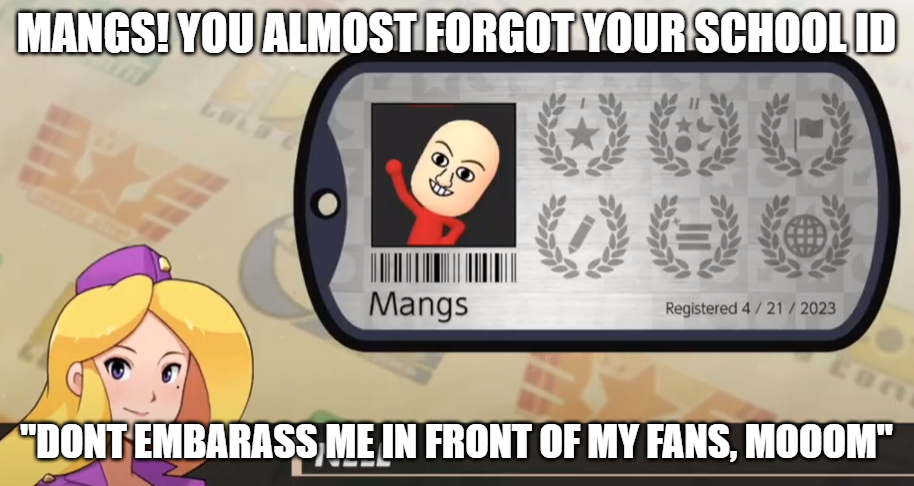 MANGS! YOU ALMOST FORGOT YOUR SCHOOL ID
I II
Mangs
Registered 4 / 21 / 2023
"DONT EMBARASS ME IN FRONT OF MY FANS, MOOOM"